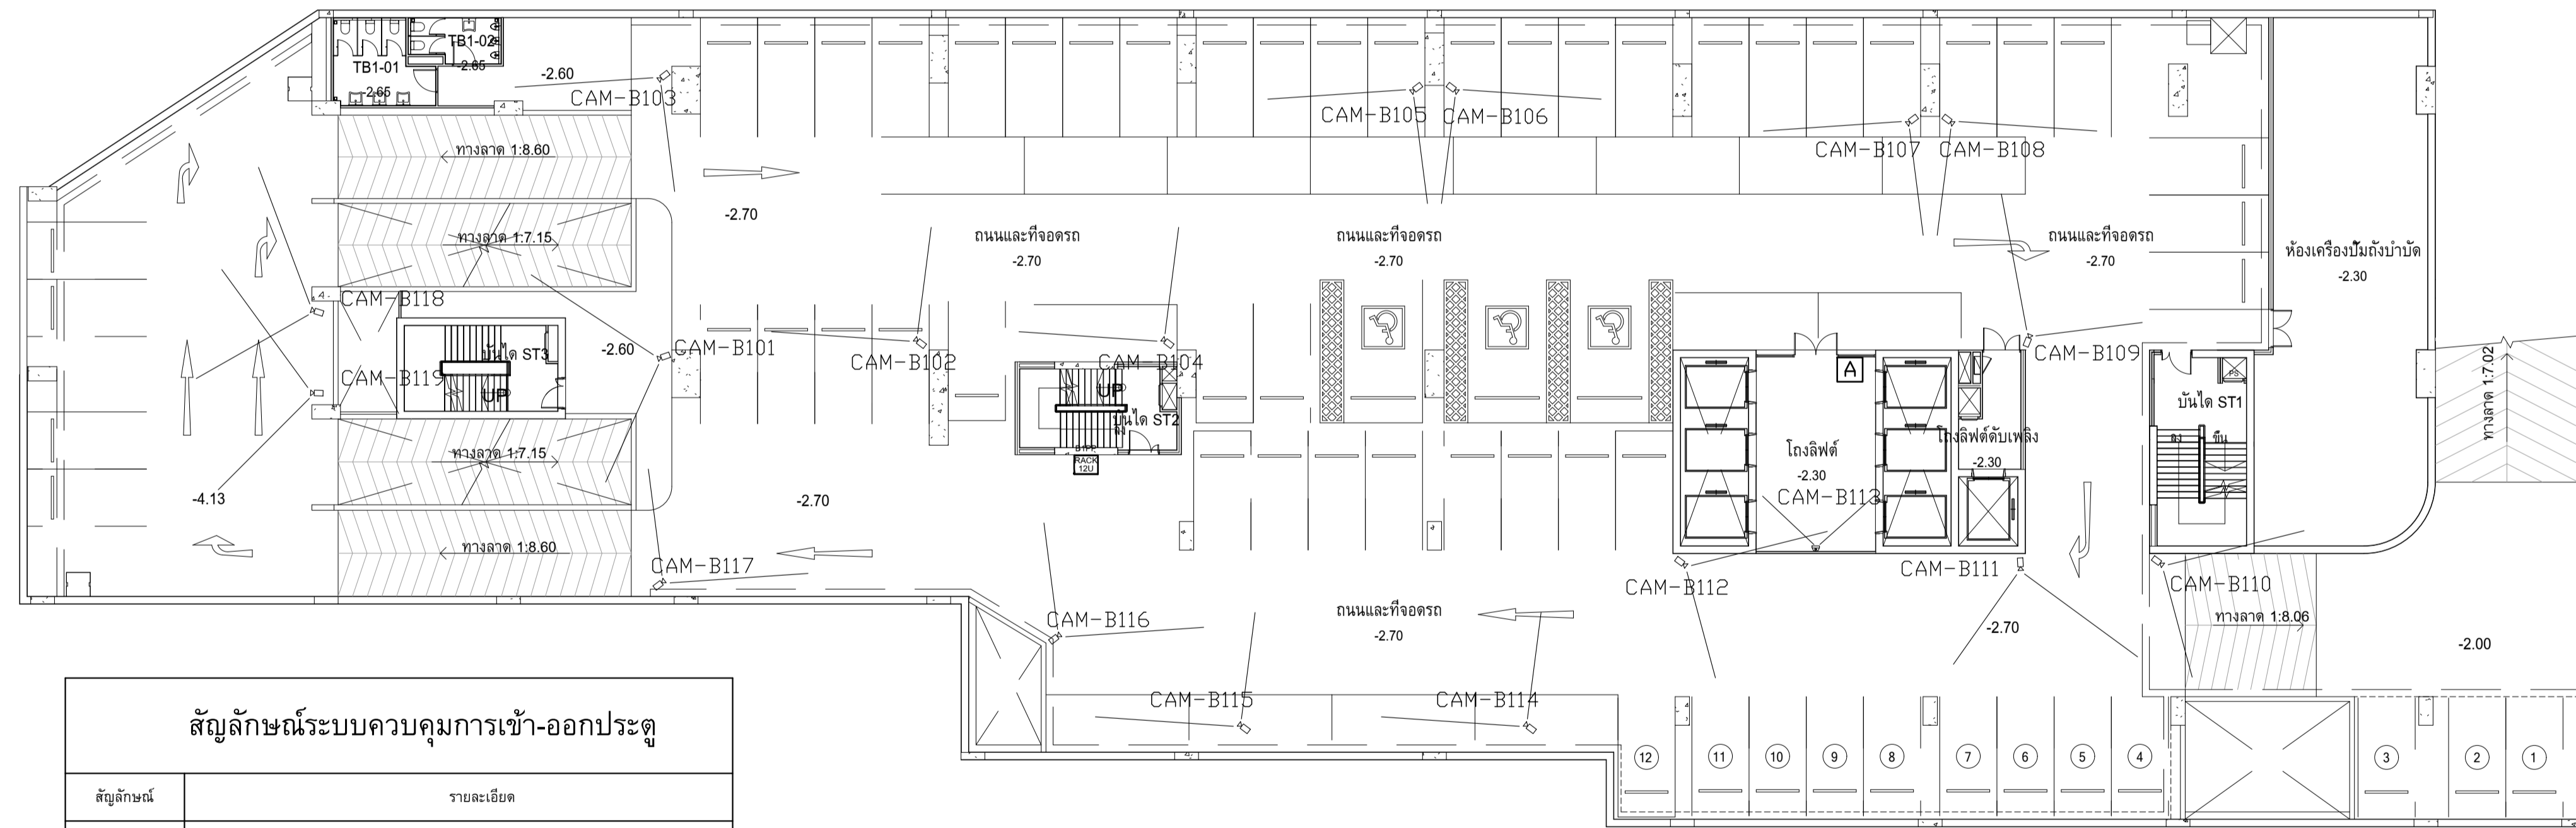 TB1-02
-2.65
TB1-01
-2.65
-2.60
CAM-B103
CAM-B105
CAM-B106
CAM-B107
CAM-B108
ทางลาด 1:8.60
-2.70
ทางลาด 1:7.15
ถนนและที่จอดรถ
-2.70
ถนนและที่จอดรถ
-2.70
ถนนและที่จอดรถ
-2.70
ห้องเครื่องปั๊มถังบำบัด
-2.30
CAM-B118
บันได ST3
-2.60
CAM-B101
CAM-B102
CAM-B104
CAM-B109
CAM-B119
UP
UP
บันได ST2
ลง
B1PP
RACK
12U
A
PS
บันได ST1
ลง
ขึ้น
ทางลาด 1:7.02
โถงลิฟต์
-2.30
โถงลิฟต์ดับเพลิง
-2.30
CAM-B113
ทางลาด 1:7.15
-4.13
-2.70
ทางลาด 1:8.60
CAM-B117
CAM-B112
CAM-B111
CAM-B110
CAM-B116
ถนนและที่จอดรถ
-2.70
-2.70
ทางลาด 1:8.06
-2.00
CAM-B115
CAM-B114
12
11
10
9
8
7
6
5
4
3
2
1
สัญลักษณ์ระบบควบคุมการเข้า-ออกประตู
สัญลักษณ์
รายละเอียด